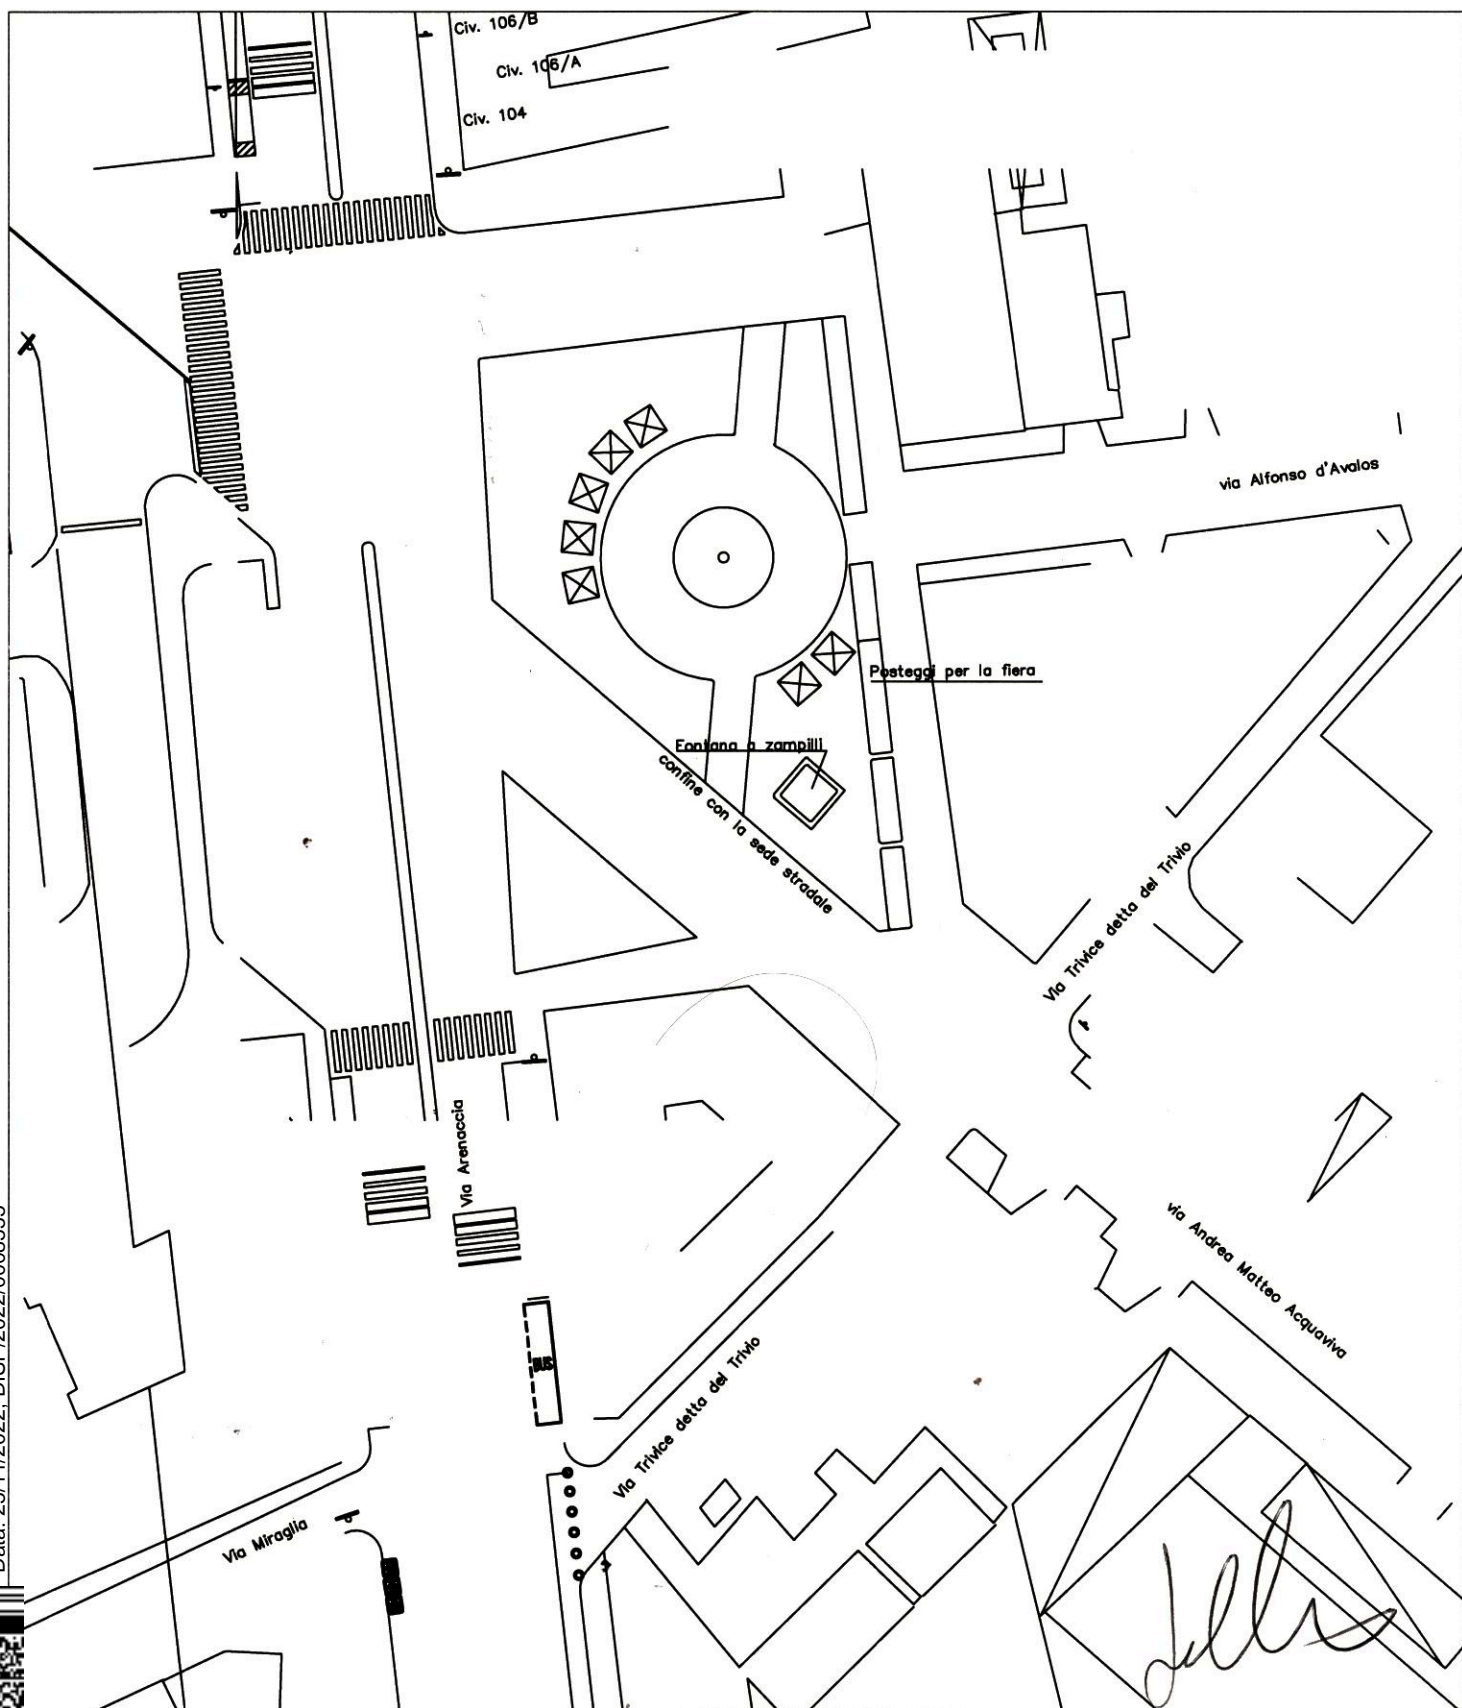 Civ. 106/B
Civ. 106/A
Civ. 104
via Alfonso d'Avalos
Posteggi per la fiera
Fontana a zampilli
confine con la sede stradale
Via Trivice detta del Trivio
Via Arenaccia
via Andrea Matteo Acquaviva
BUS
Via Trivice detta del Trivio
Via Miraglia